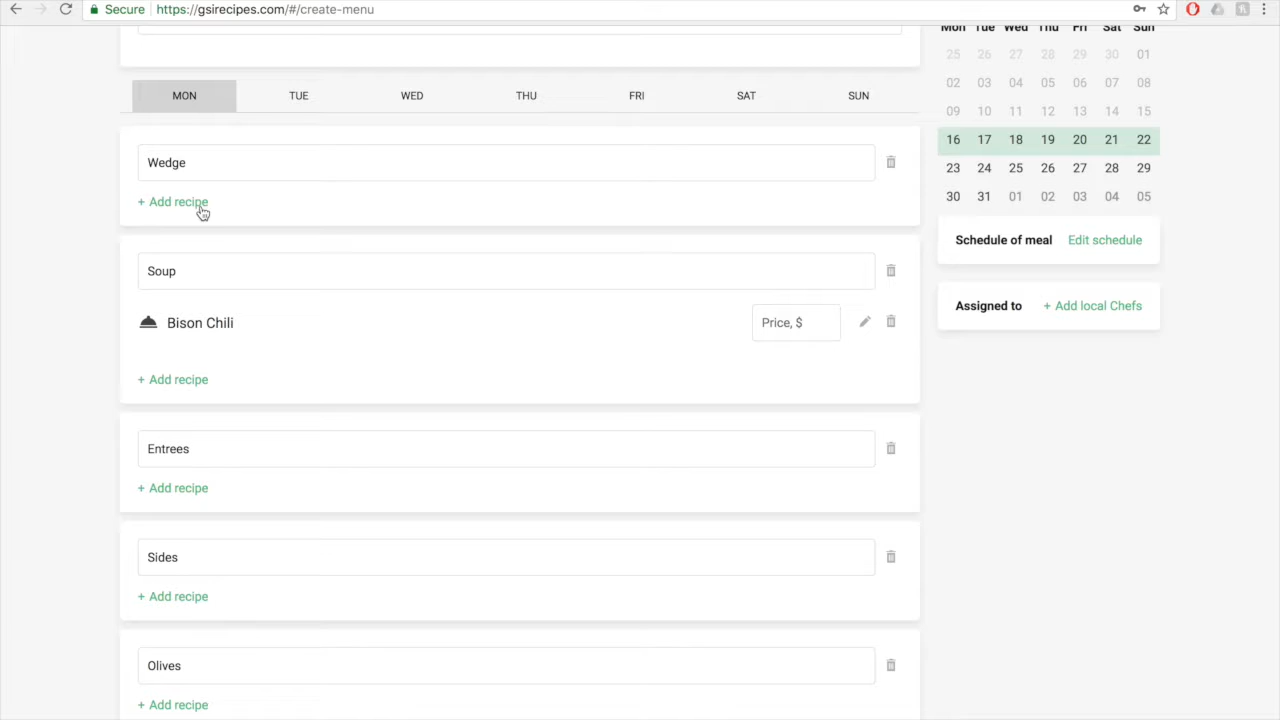 Secure https://gsirecipes.com/#/create-menu
Mon Tue Wed Thu Fri Sat Sun
25 26 27 28 29 30 01
02 03 04 05 06 07 08
09 10 11 12 13 14 15
16 17 18 19 20 21 22
23 24 25 26 27 28 29
30 31 01 02 03 04 05
MON TUE WED THU FRI SAT SUN
Wedge
+ Add recipe
Schedule of meal Edit schedule
Soup
Assigned to + Add local Chefs
Bison Chili Price, $
+ Add recipe
Entrees
+ Add recipe
Sides
+ Add recipe
Olives
+ Add recipe